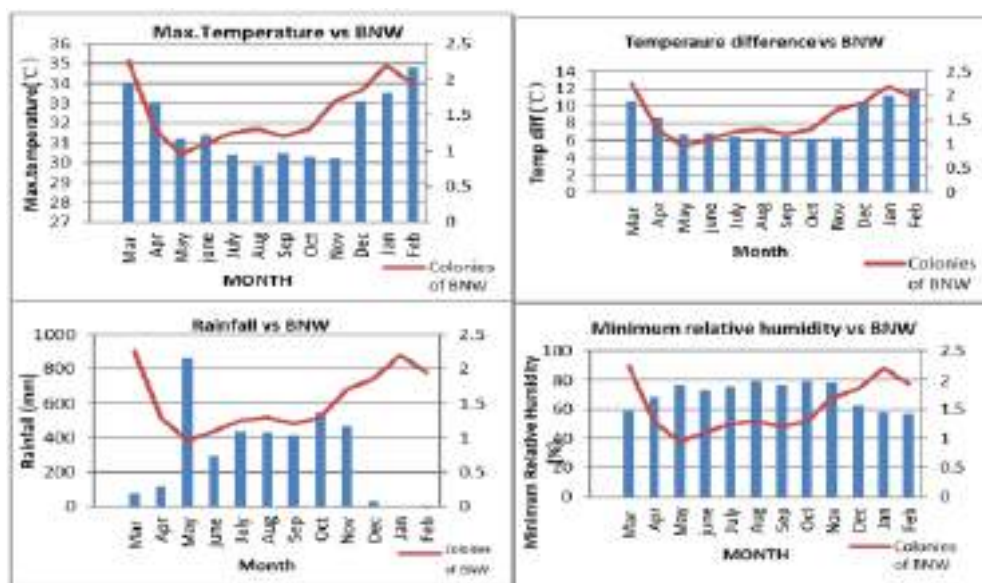 Max.Temperature vs BNW
36
35
34
33
32
31
30
29
28
27
2.5
2
1.5
1
0.5
0
Max.temperature(℃)
Mar Apr May June July Aug Sep Oct Nov Dec Jan Feb
MONTH
Colonies
of BNW
Temperaure difference vs BNW
14
12
10
8
6
4
2
0
2.5
2
1.5
1
0.5
0
Temp diff (℃)
Mar Apr May June July Aug Sep Oct Nov Dec Jan Feb
Month
Colonies
of BNW
Rainfall vs BNW
1000
800
600
400
200
0
2.5
2
1.5
1
0.5
0
Rainfall (mm)
Mar Apr May June July Aug Sep Oct Nov Dec Jan Feb
Month
Colonies
of BNW
Minimum relative humidity vs BNW
100
80
60
40
20
0
2.5
2
1.5
1
0.5
0
Minimum Relative Humidity
(%)
Mar Apr May June July Aug Sep Oct Nov Dec Jan Feb
MONTH
Colonies
of BNW